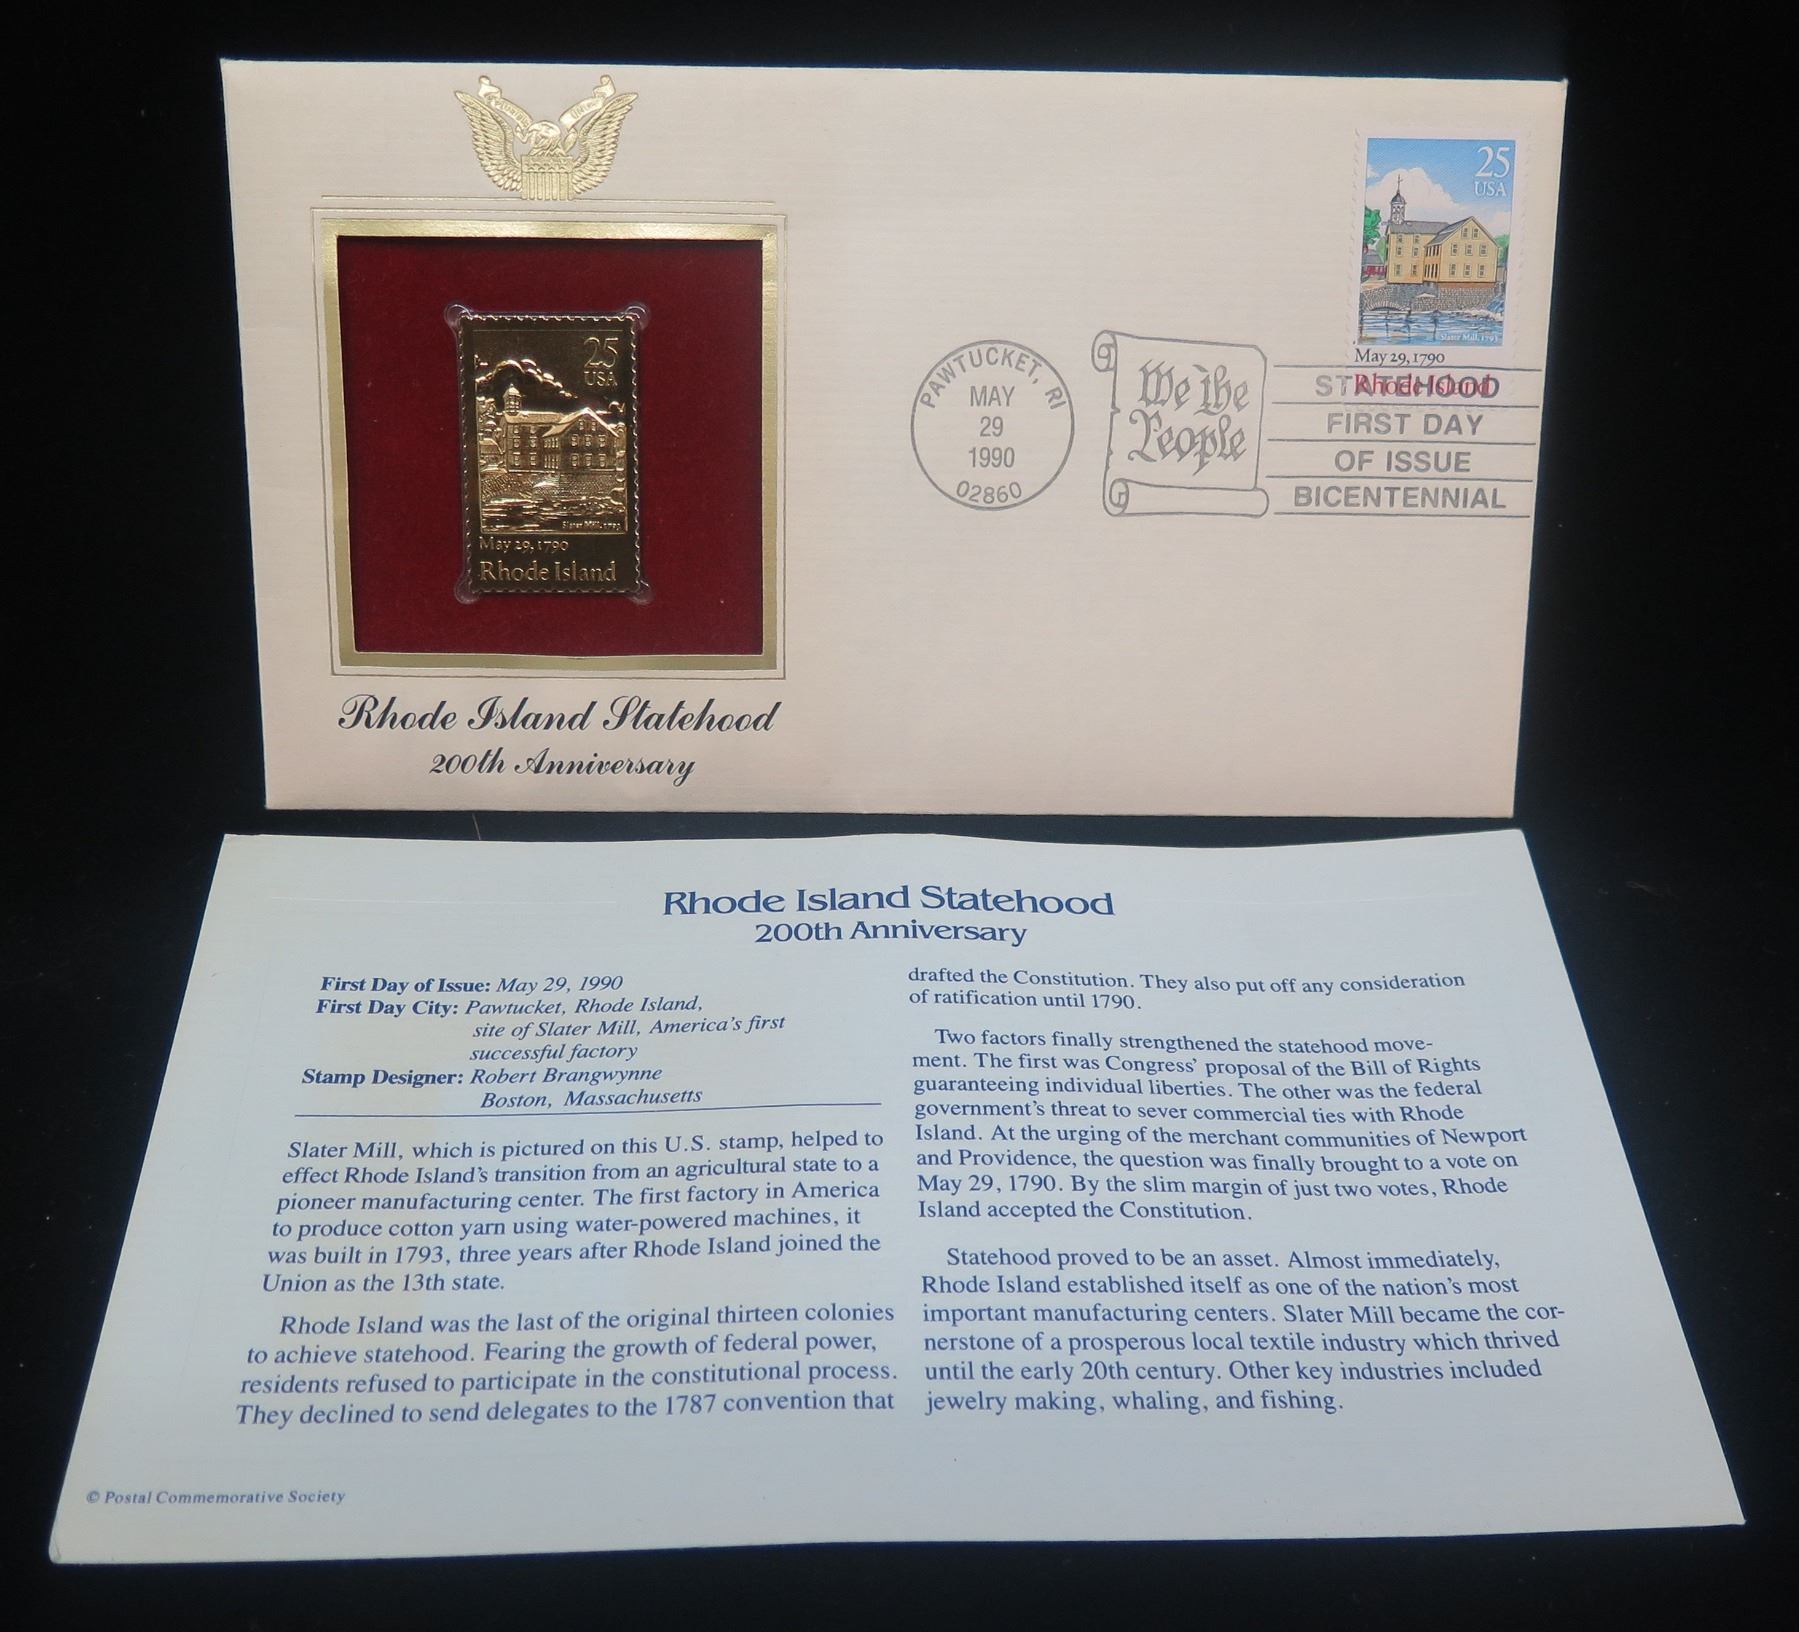 25
USA
Slater Mill, 1793
May 29, 1790
Rhode Island
Rhode Island Statehood
200th Anniversary
PAWTUCKET, RI
MAY
29
1990
02860
We the
People
25
USA
Slater Mill, 1793
May 29, 1790
Rhode Island
STATEHOOD
FIRST DAY
OF ISSUE
BICENTENNIAL
Rhode Island Statehood
200th Anniversary
First Day of Issue: May 29, 1990
First Day City: Pawtucket, Rhode Island,
site of Slater Mill, America's first
successful factory
Stamp Designer: Robert Brangwynne
Boston, Massachusetts
Slater Mill, which is pictured on this U.S. stamp, helped to
effect Rhode Island's transition from an agricultural state to a
pioneer manufacturing center. The first factory in America
to produce cotton yarn using water-powered machines, it
was built in 1793, three years after Rhode Island joined the
Union as the 13th state.
Rhode Island was the last of the original thirteen colonies
to achieve statehood. Fearing the growth of federal power,
residents refused to participate in the constitutional process.
They declined to send delegates to the 1787 convention that
drafted the Constitution. They also put off any consideration
of ratification until 1790.
Two factors finally strengthened the statehood move-
ment. The first was Congress' proposal of the Bill of Rights
guaranteeing individual liberties. The other was the federal
government's threat to sever commercial ties with Rhode
Island. At the urging of the merchant communities of Newport
and Providence, the question was finally brought to a vote on
May 29, 1790. By the slim margin of just two votes, Rhode
Island accepted the Constitution.
Statehood proved to be an asset. Almost immediately,
Rhode Island established itself as one of the nation's most
important manufacturing centers. Slater Mill became the cor-
nerstone of a prosperous local textile industry which thrived
until the early 20th century. Other key industries included
jewelry making, whaling, and fishing.
© Postal Commemorative Society